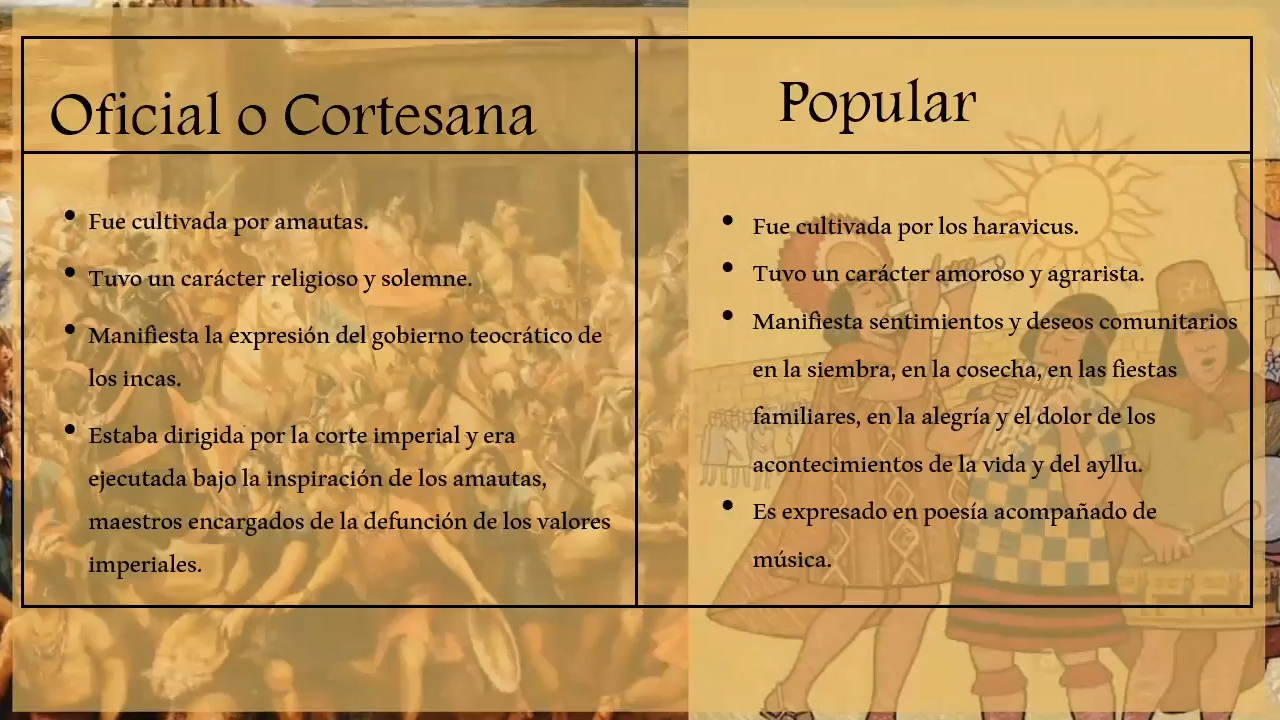 Oficial o Cortesana
• Fue cultivada por amautas.
• Tuvo un carácter religioso y solemne.
• Manifiesta la expresión del gobierno teocrático de
los incas.
• Estaba dirigida por la corte imperial y era
ejecutada bajo la inspiración de los amautas,
maestros encargados de la defunción de los valores
imperiales.
Popular
• Fue cultivada por los haravicus.
• Tuvo un carácter amoroso y agrarista.
• Manifiesta sentimientos y deseos comunitarios
en la siembra, en la cosecha, en las fiestas
familiares, en la alegría y el dolor de los
acontecimientos de la vida y del ayllu.
• Es expresado en poesía acompañado de
música.